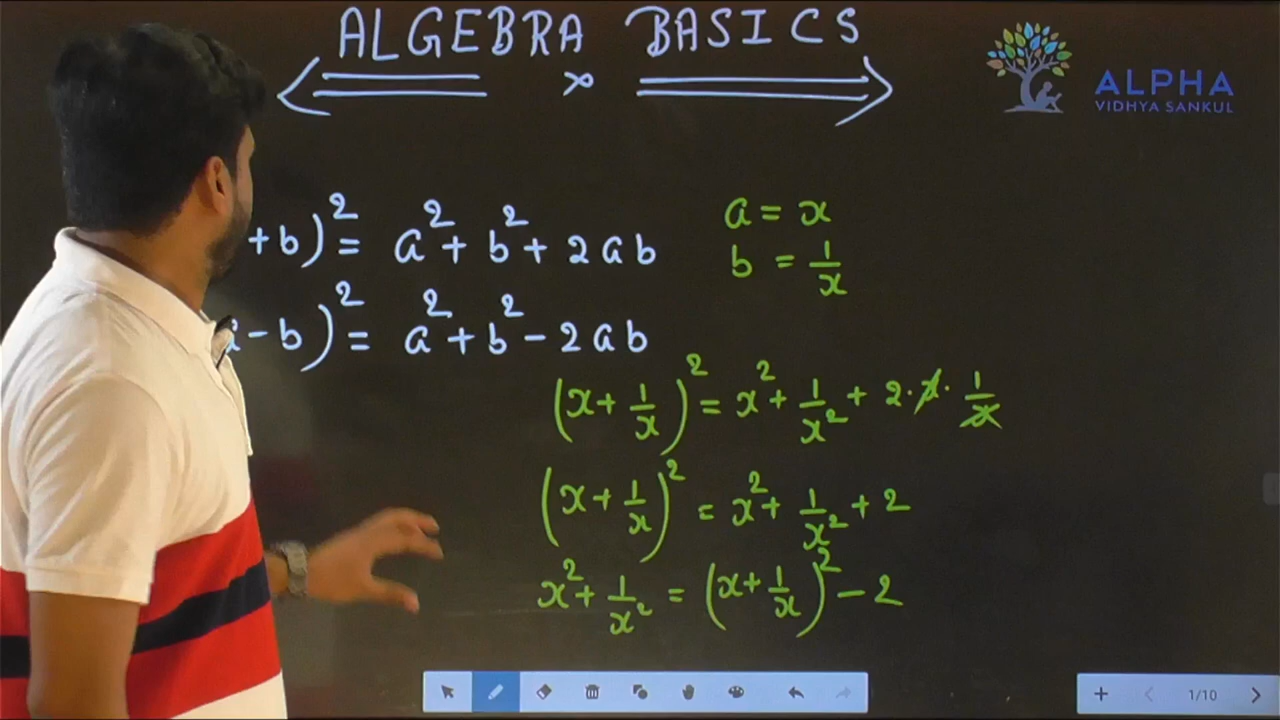 ALGEBRA BASICS
ALPHA
VIDHYA SANKUL
+b)² = a² + b² + 2ab
a = x
b = 1/x
a-b)² = a² + b² - 2ab
(x + 1/x)² = x² + 1/x² + 2·x·1/x
(x + 1/x)² = x² + 1/x² + 2
x² + 1/x² = (x + 1/x)² - 2
1/10